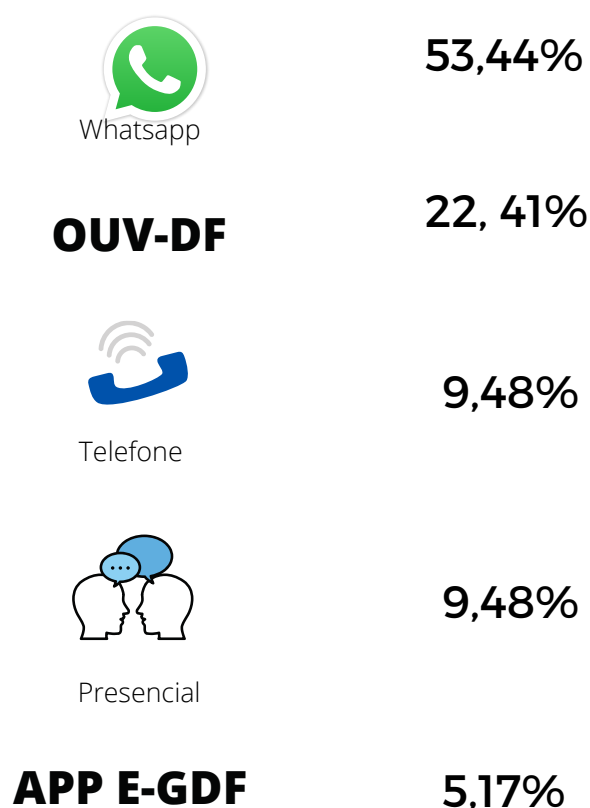 53,44%
Whatsapp
22, 41%
OUV-DF
9,48%
Telefone
9,48%
Presencial
APP E-GDF
5,17%